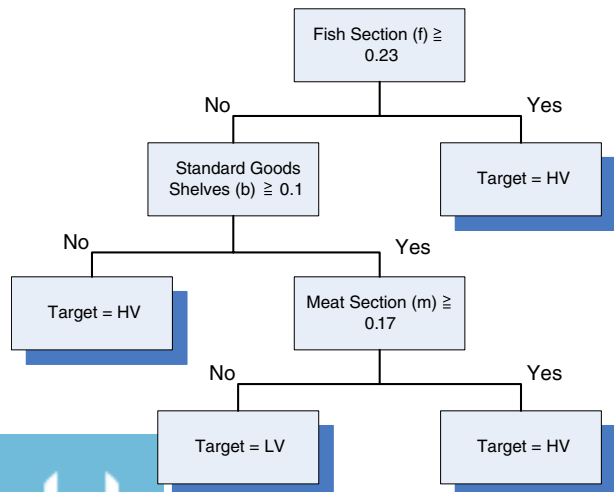 Fish Section (f) ≧
0.23
No
Yes
Standard Goods
Shelves (b) ≧ 0.1
Target = HV
No
Yes
Target = HV
Meat Section (m) ≧
0.17
No
Yes
Target = LV
Target = HV